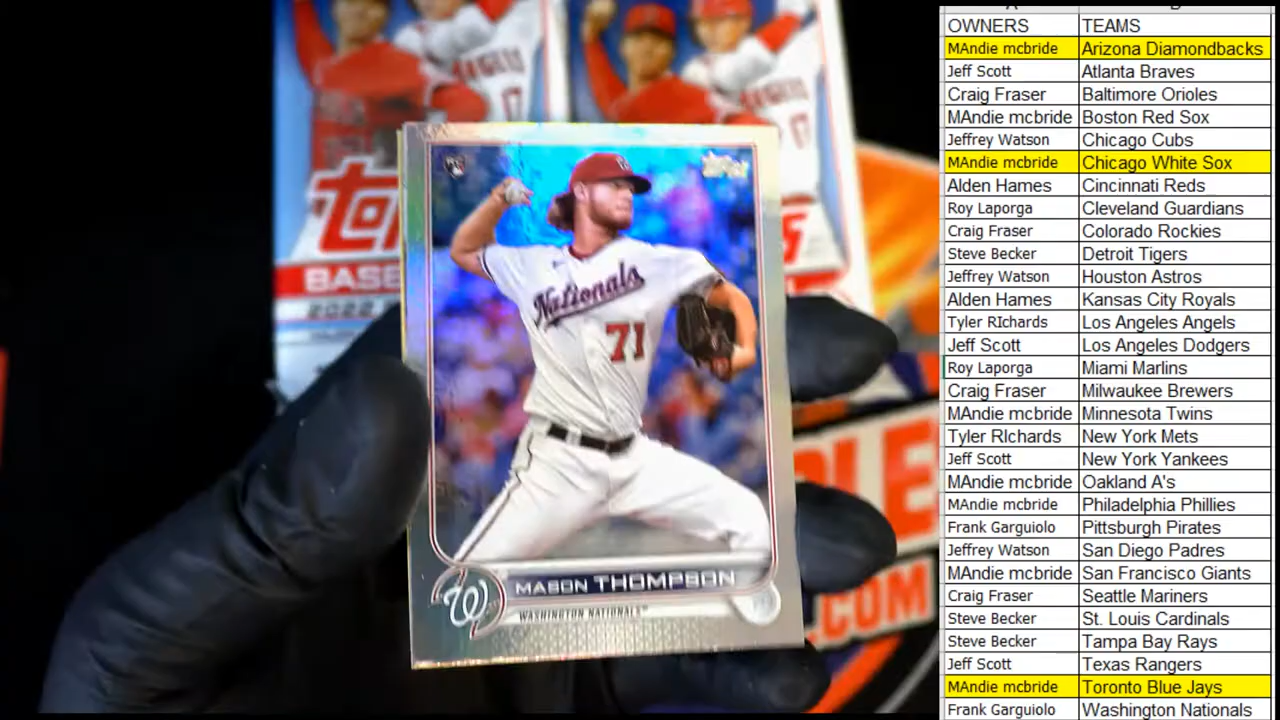 OWNERS TEAMS
MAndie mcbride Arizona Diamondbacks
Jeff Scott Atlanta Braves
Craig Fraser Baltimore Orioles
MAndie mcbride Boston Red Sox
Jeffrey Watson Chicago Cubs
MAndie mcbride Chicago White Sox
Alden Hames Cincinnati Reds
Roy Laporga Cleveland Guardians
Craig Fraser Colorado Rockies
Steve Becker Detroit Tigers
Jeffrey Watson Houston Astros
Alden Hames Kansas City Royals
Tyler RIchards Los Angeles Angels
Jeff Scott Los Angeles Dodgers
Roy Laporga Miami Marlins
Craig Fraser Milwaukee Brewers
MAndie mcbride Minnesota Twins
Tyler RIchards New York Mets
Jeff Scott New York Yankees
MAndie mcbride Oakland A's
MAndie mcbride Philadelphia Phillies
Frank Garguiolo Pittsburgh Pirates
Jeffrey Watson San Diego Padres
MAndie mcbride San Francisco Giants
Craig Fraser Seattle Mariners
Steve Becker St. Louis Cardinals
Steve Becker Tampa Bay Rays
Jeff Scott Texas Rangers
MAndie mcbride Toronto Blue Jays
Frank Garguiolo Washington Nationals
topps
Nationals
71
W
MASON THOMPSON
WASHINGTON NATIONALS
BASE
2022
.COM